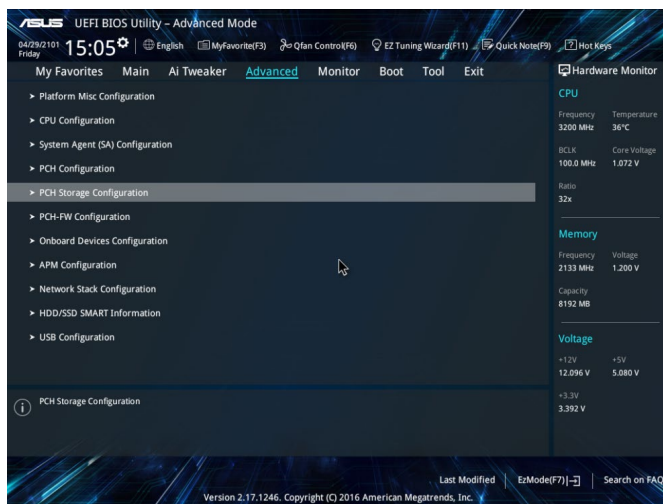 ASUS UEFI BIOS Utility – Advanced Mode
04/29/2101 Friday 15:05 English MyFavorite(F3) Qfan Control(F6) EZ Tuning Wizard(F11) Quick Note(F9) ? Hot Keys
My Favorites Main Ai Tweaker Advanced Monitor Boot Tool Exit
> Platform Misc Configuration
> CPU Configuration
> System Agent (SA) Configuration
> PCH Configuration
> PCH Storage Configuration
> PCH-FW Configuration
> Onboard Devices Configuration
> APM Configuration
> Network Stack Configuration
> HDD/SSD SMART Information
> USB Configuration
i PCH Storage Configuration
Hardware Monitor
CPU
Frequency Temperature
3200 MHz 36°C
BCLK Core Voltage
100.0 MHz 1.072 V
Ratio
32x
Memory
Frequency Voltage
2133 MHz 1.200 V
Capacity
8192 MB
Voltage
+12V +5V
12.096 V 5.080 V
+3.3V
3.392 V
Last Modified EzMode(F7) Search on FAQ
Version 2.17.1246. Copyright (C) 2016 American Megatrends, Inc.